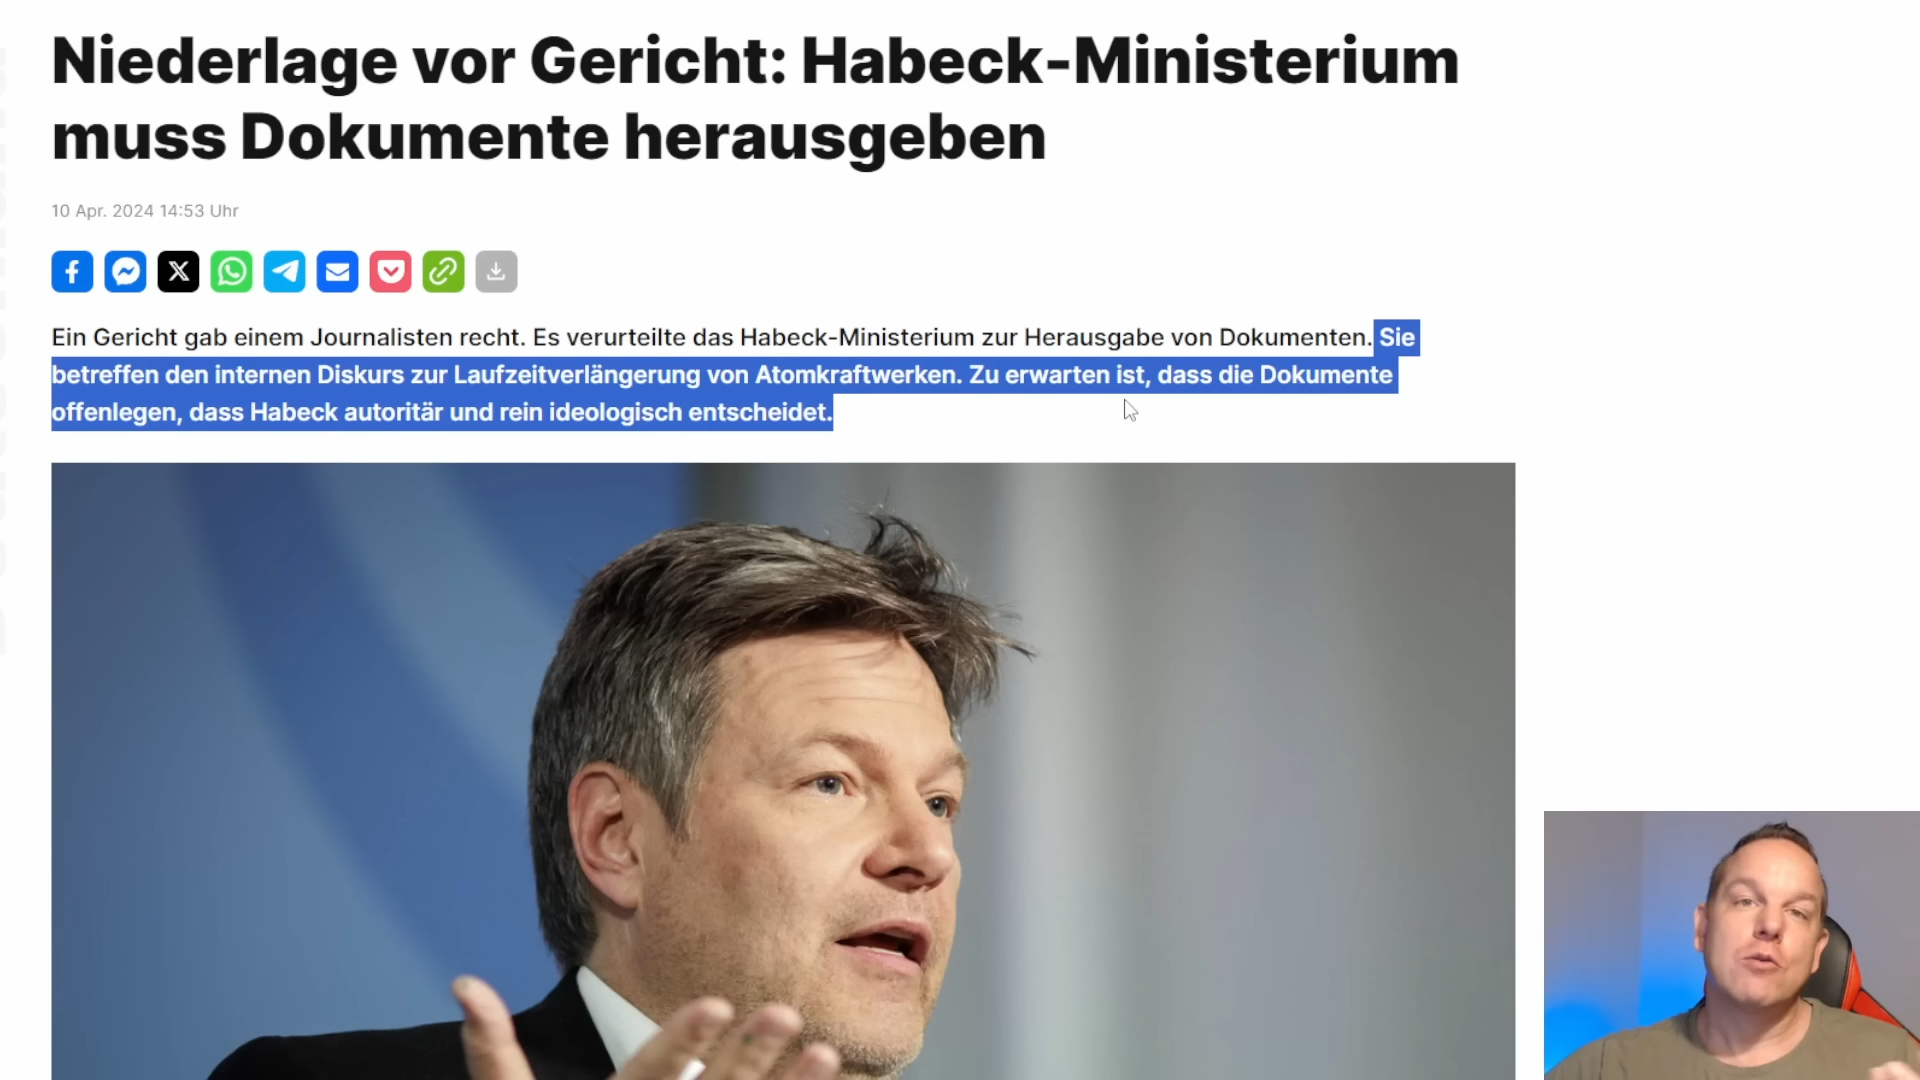 Niederlage vor Gericht: Habeck-Ministerium
muss Dokumente herausgeben
10 Apr. 2024 14:53 Uhr
Ein Gericht gab einem Journalisten recht. Es verurteilte das Habeck-Ministerium zur Herausgabe von Dokumenten. Sie
betreffen den internen Diskurs zur Laufzeitverlängerung von Atomkraftwerken. Zu erwarten ist, dass die Dokumente
offenlegen, dass Habeck autoritär und rein ideologisch entscheidet.